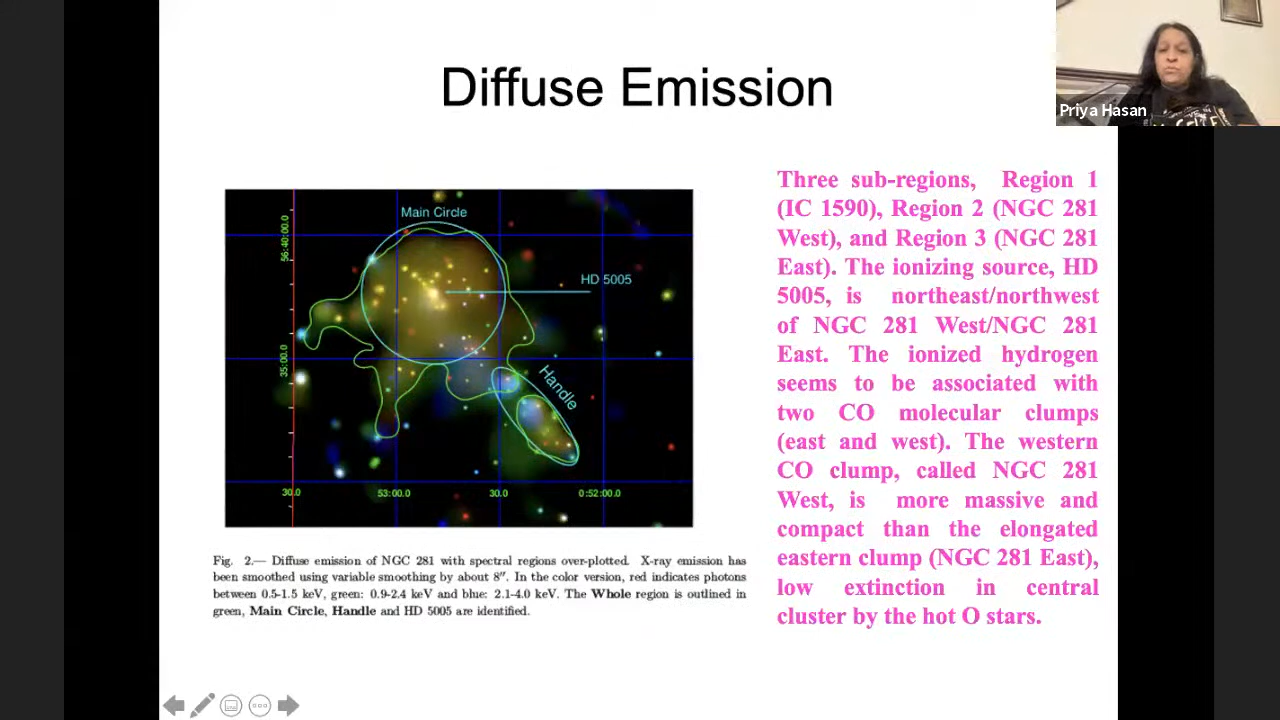 Diffuse Emission
Priya Hasan
Main Circle
HD 5005
Handle
56:40:00.0
35:00.0
30.0 53:00.0 30.0 0:52:00.0
Fig. 2.— Diffuse emission of NGC 281 with spectral regions over-plotted. X-ray emission has
been smoothed using variable smoothing by about 8″. In the color version, red indicates photons
between 0.5-1.5 keV, green: 0.9-2.4 keV and blue: 2.1-4.0 keV. The Whole region is outlined in
green, Main Circle, Handle and HD 5005 are identified.
Three sub-regions, Region 1
(IC 1590), Region 2 (NGC 281
West), and Region 3 (NGC 281
East). The ionizing source, HD
5005, is northeast/northwest
of NGC 281 West/NGC 281
East. The ionized hydrogen
seems to be associated with
two CO molecular clumps
(east and west). The western
CO clump, called NGC 281
West, is more massive and
compact than the elongated
eastern clump (NGC 281 East),
low extinction in central
cluster by the hot O stars.